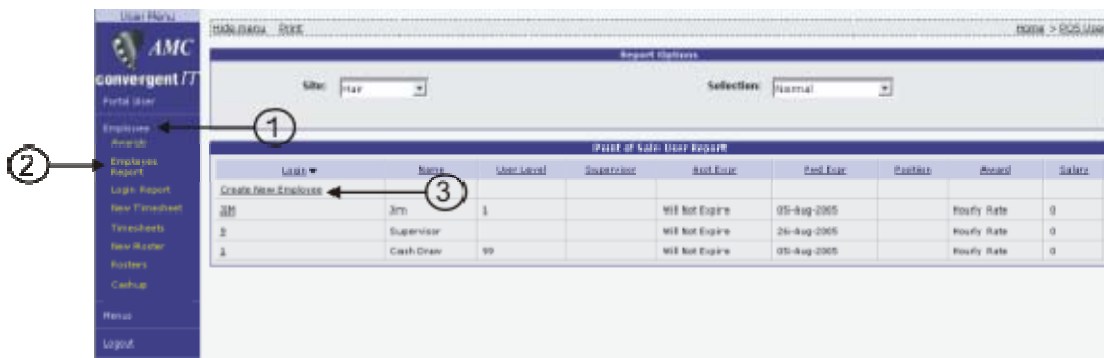 User Menu
AMC
convergent IT
Portal User
Employee
Awards
Employee
Report
Login Report
New Timesheet
Timesheets
New Roster
Rosters
Cashup
Menus
Logout
1
2
3
Hide menu Print
Home > POS User
Report Options
Site: Hair
Selection: Normal
Point of Sale User Report
Login Name User Level Supervisor Acct Expr Pwd Expr Position Award Salary
Create New Employee
JIM Jim 1 Will Not Expire 05-Aug-2005 Hourly Rate 0
9 Supervisor Will Not Expire 26-Aug-2005 Hourly Rate 0
1 Cash Draw 99 Will Not Expire 05-Aug-2005 Hourly Rate 0